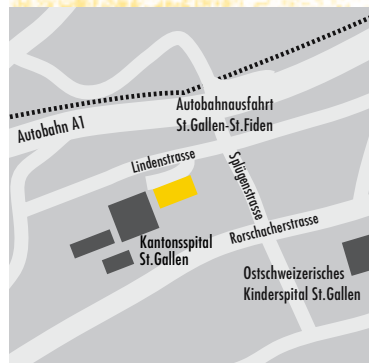 Autobahn A1
Autobahnausfahrt
St.Gallen-St.Fiden
Lindenstrasse
Splügenstrasse
Rorschacherstrasse
Kantonsspital
St.Gallen
Ostschweizerisches
Kinderspital St.Gallen